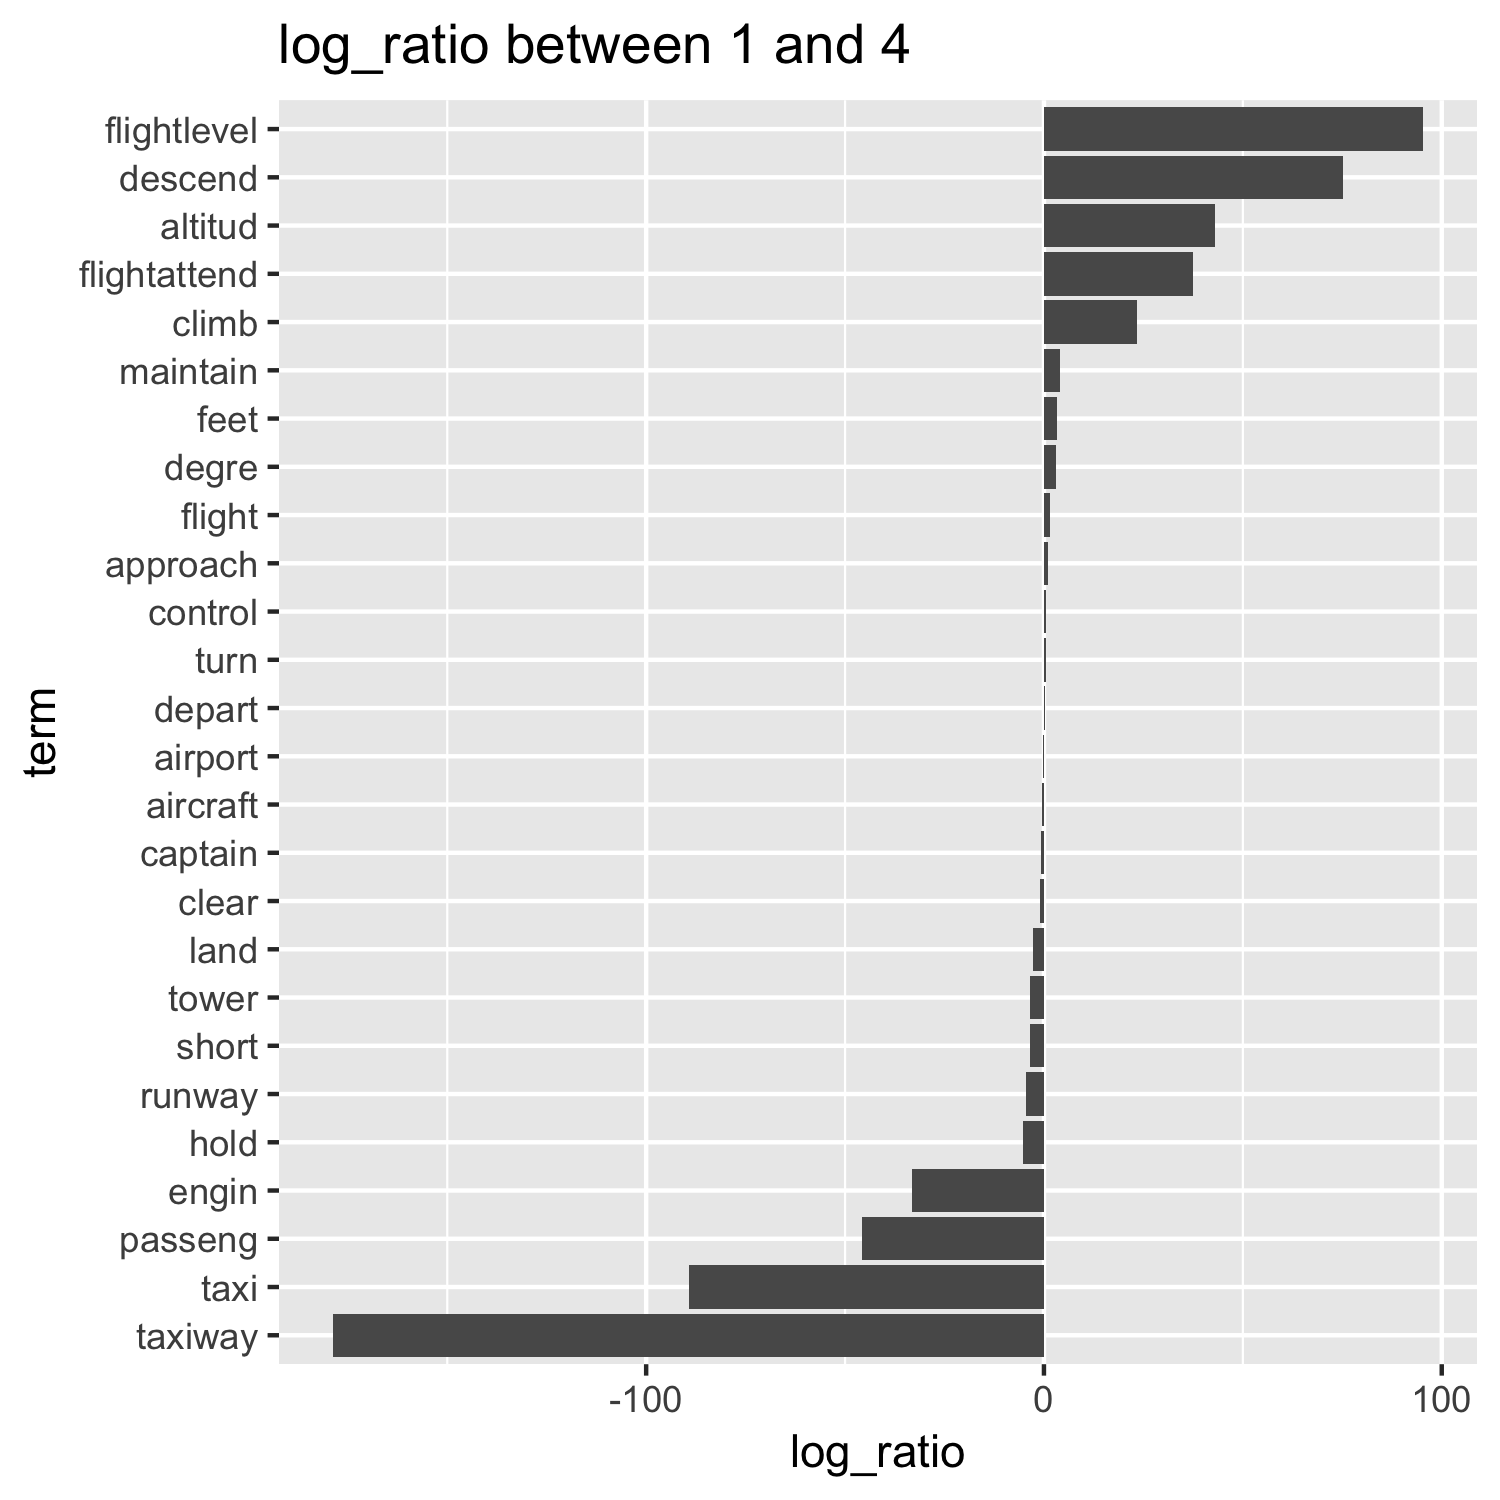 log_ratio between 1 and 4
flightlevel
descend
altitud
flightattend
climb
maintain
feet
degre
flight
approach
control
turn
depart
airport
aircraft
captain
clear
land
tower
short
runway
hold
engin
passeng
taxi
taxiway
term
-100 0 100
log_ratio